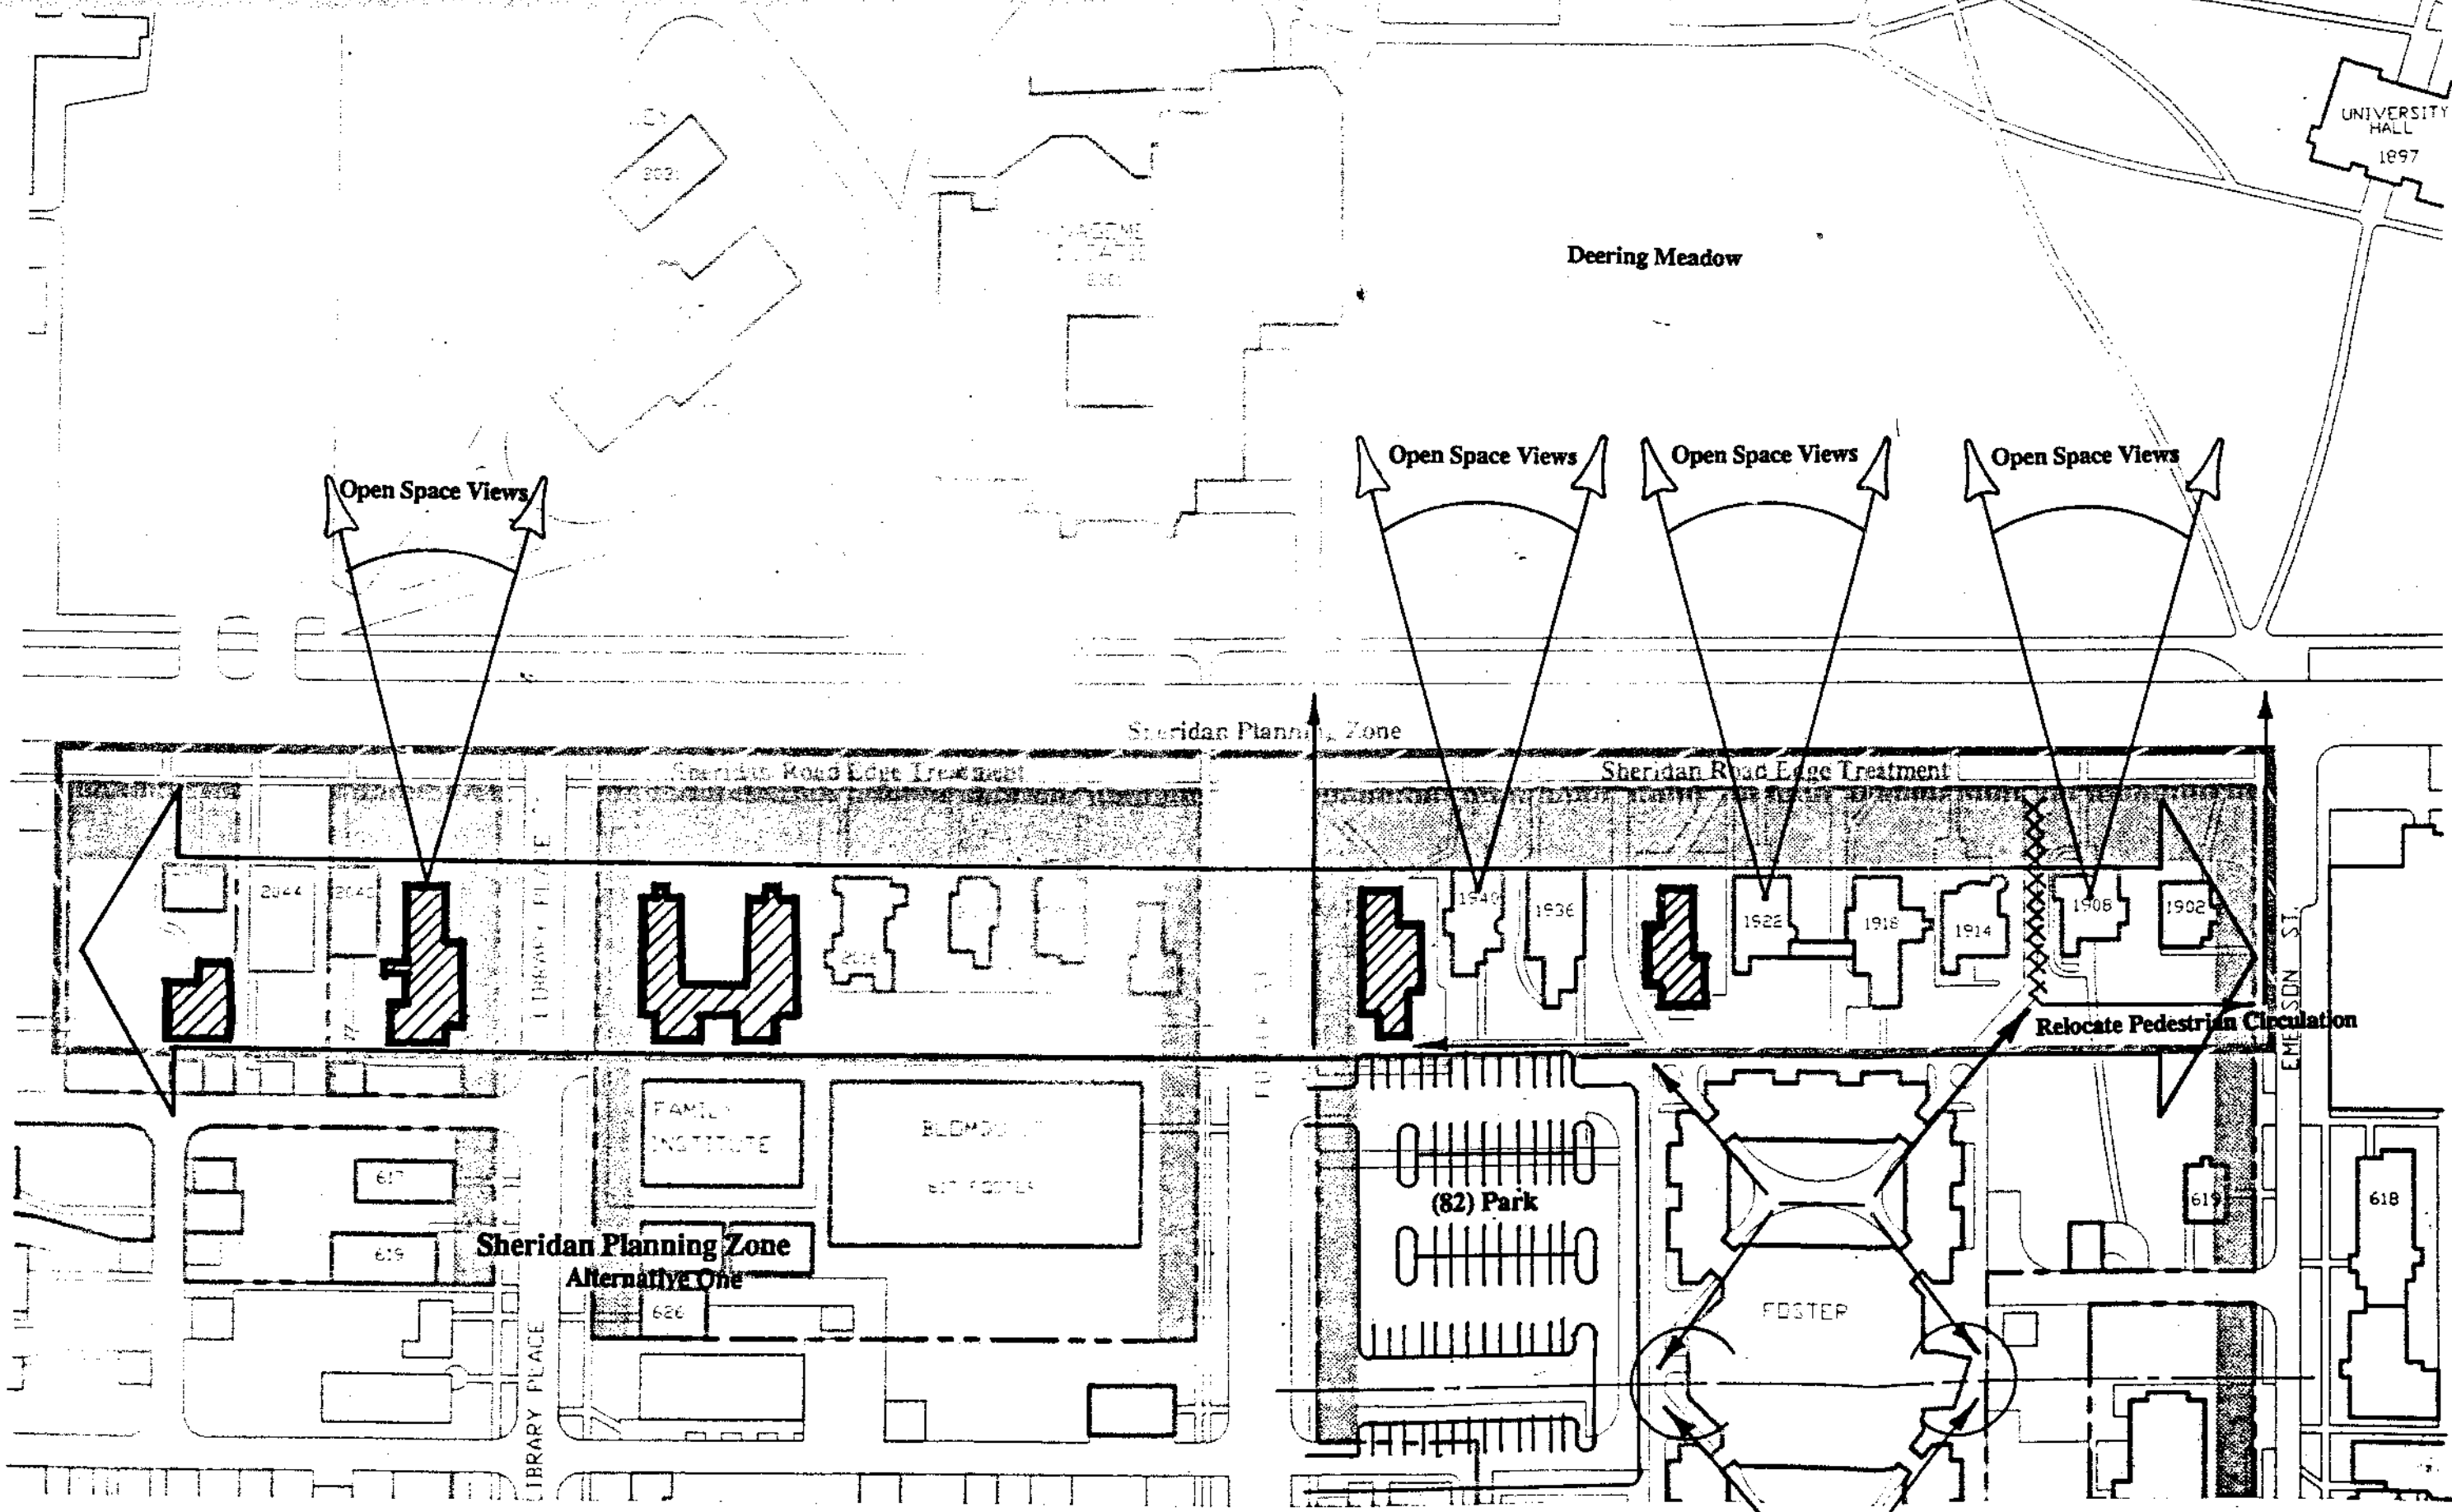 UNIVERSITY
HALL
1897
Deering Meadow
Open Space Views
Open Space Views
Open Space Views
Open Space Views
Sheridan Planning Zone
Sheridan Road Edge Treatment
Sheridan Road Edge Treatment
2044
1940
1936
1922
1918
1914
1908
1902
LIBRARY PLACE
EMERSON ST.
Relocate Pedestrian Circulation
FAMILY
INSTITUTE
617
619
Sheridan Planning Zone
Alternative One
626
(82) Park
619
618
FOSTER
LIBRARY PLACE